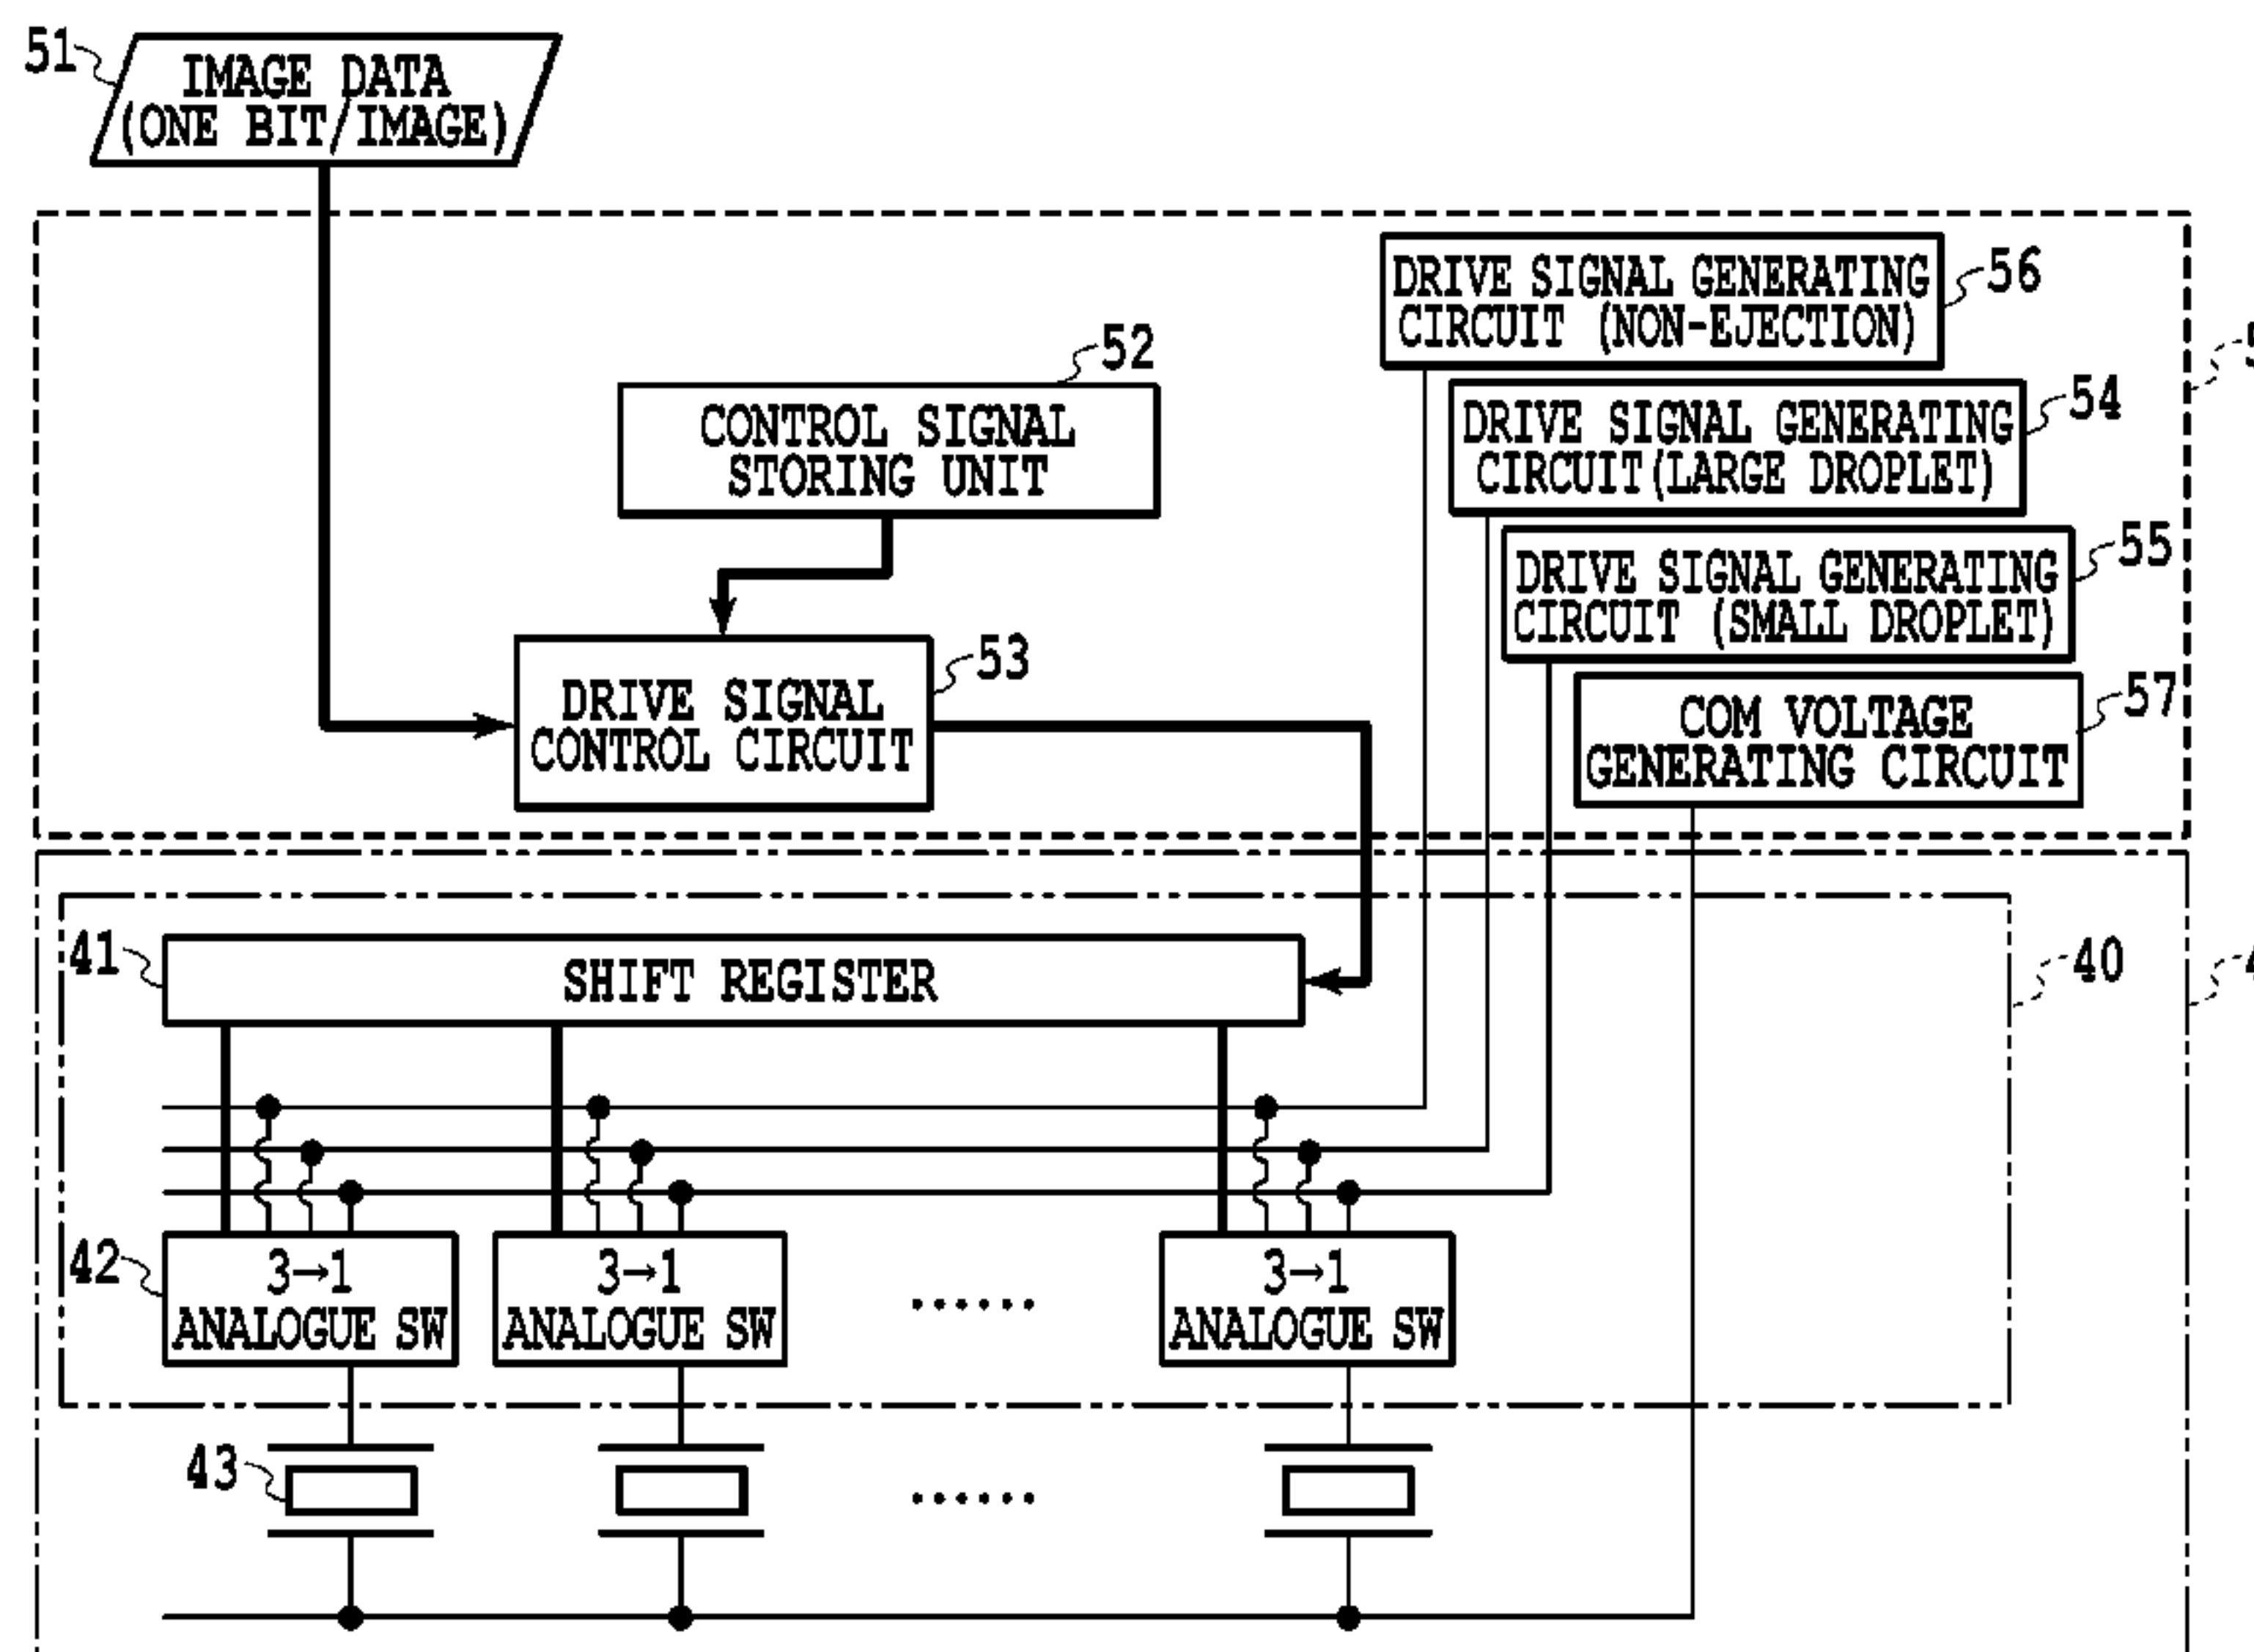 51
IMAGE DATA
(ONE BIT/IMAGE)
DRIVE SIGNAL GENERATING
CIRCUIT (NON-EJECTION)
56
52
CONTROL SIGNAL
STORING UNIT
DRIVE SIGNAL GENERATING
CIRCUIT(LARGE DROPLET)
54
DRIVE SIGNAL GENERATING
CIRCUIT (SMALL DROPLET)
55
53
DRIVE SIGNAL
CONTROL CIRCUIT
COM VOLTAGE
GENERATING CIRCUIT
57
41
SHIFT REGISTER
40
42
3→1
ANALOGUE SW
3→1
ANALOGUE SW
......
3→1
ANALOGUE SW
43
......